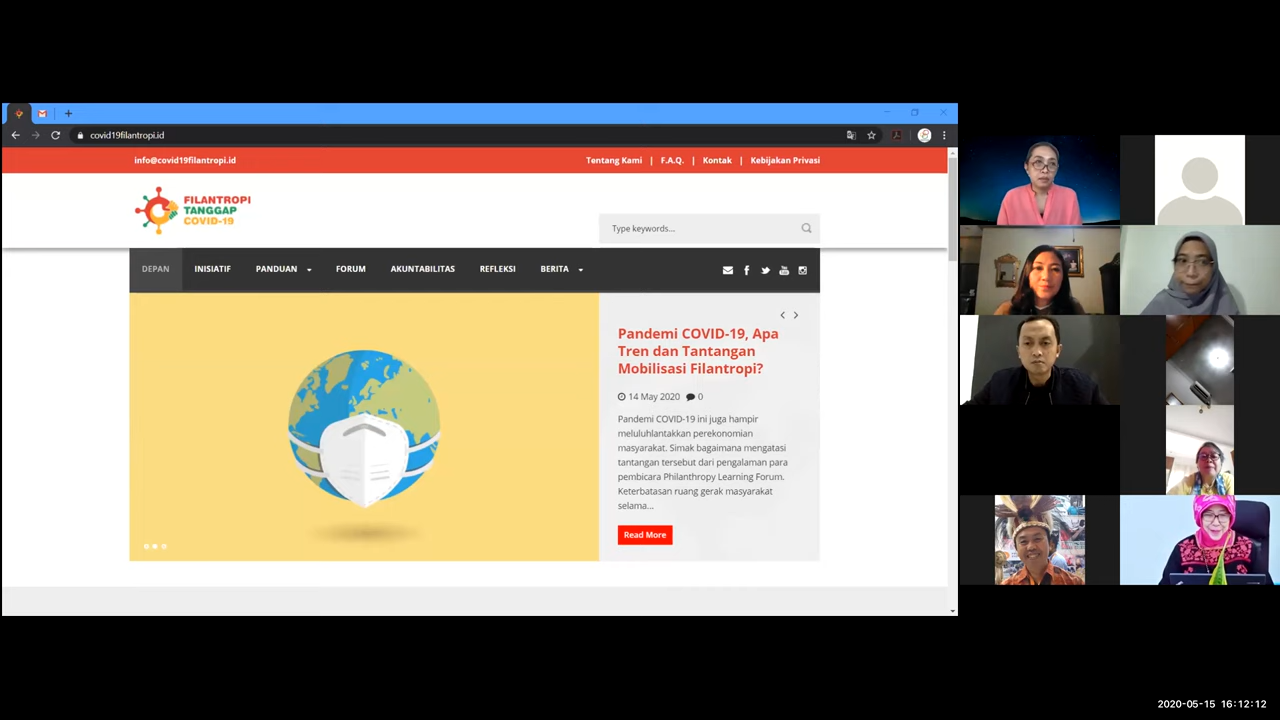 covid19filantropi.id
info@covid19filantropi.id
Tentang Kami | F.A.Q. | Kontak | Kebijakan Privasi
FILANTROPI
TANGGAP
COVID-19
Type keywords...
DEPAN INISIATIF PANDUAN FORUM AKUNTABILITAS REFLEKSI BERITA
Pandemi COVID-19, Apa
Tren dan Tantangan
Mobilisasi Filantropi?
14 May 2020 0
Pandemi COVID-19 ini juga hampir
meluluhlantakkan perekonomian
masyarakat. Simak bagaimana mengatasi
tantangan tersebut dari pengalaman para
pembicara Philanthropy Learning Forum.
Keterbatasan ruang gerak masyarakat
selama...
Read More
2020-05-15 16:12:12